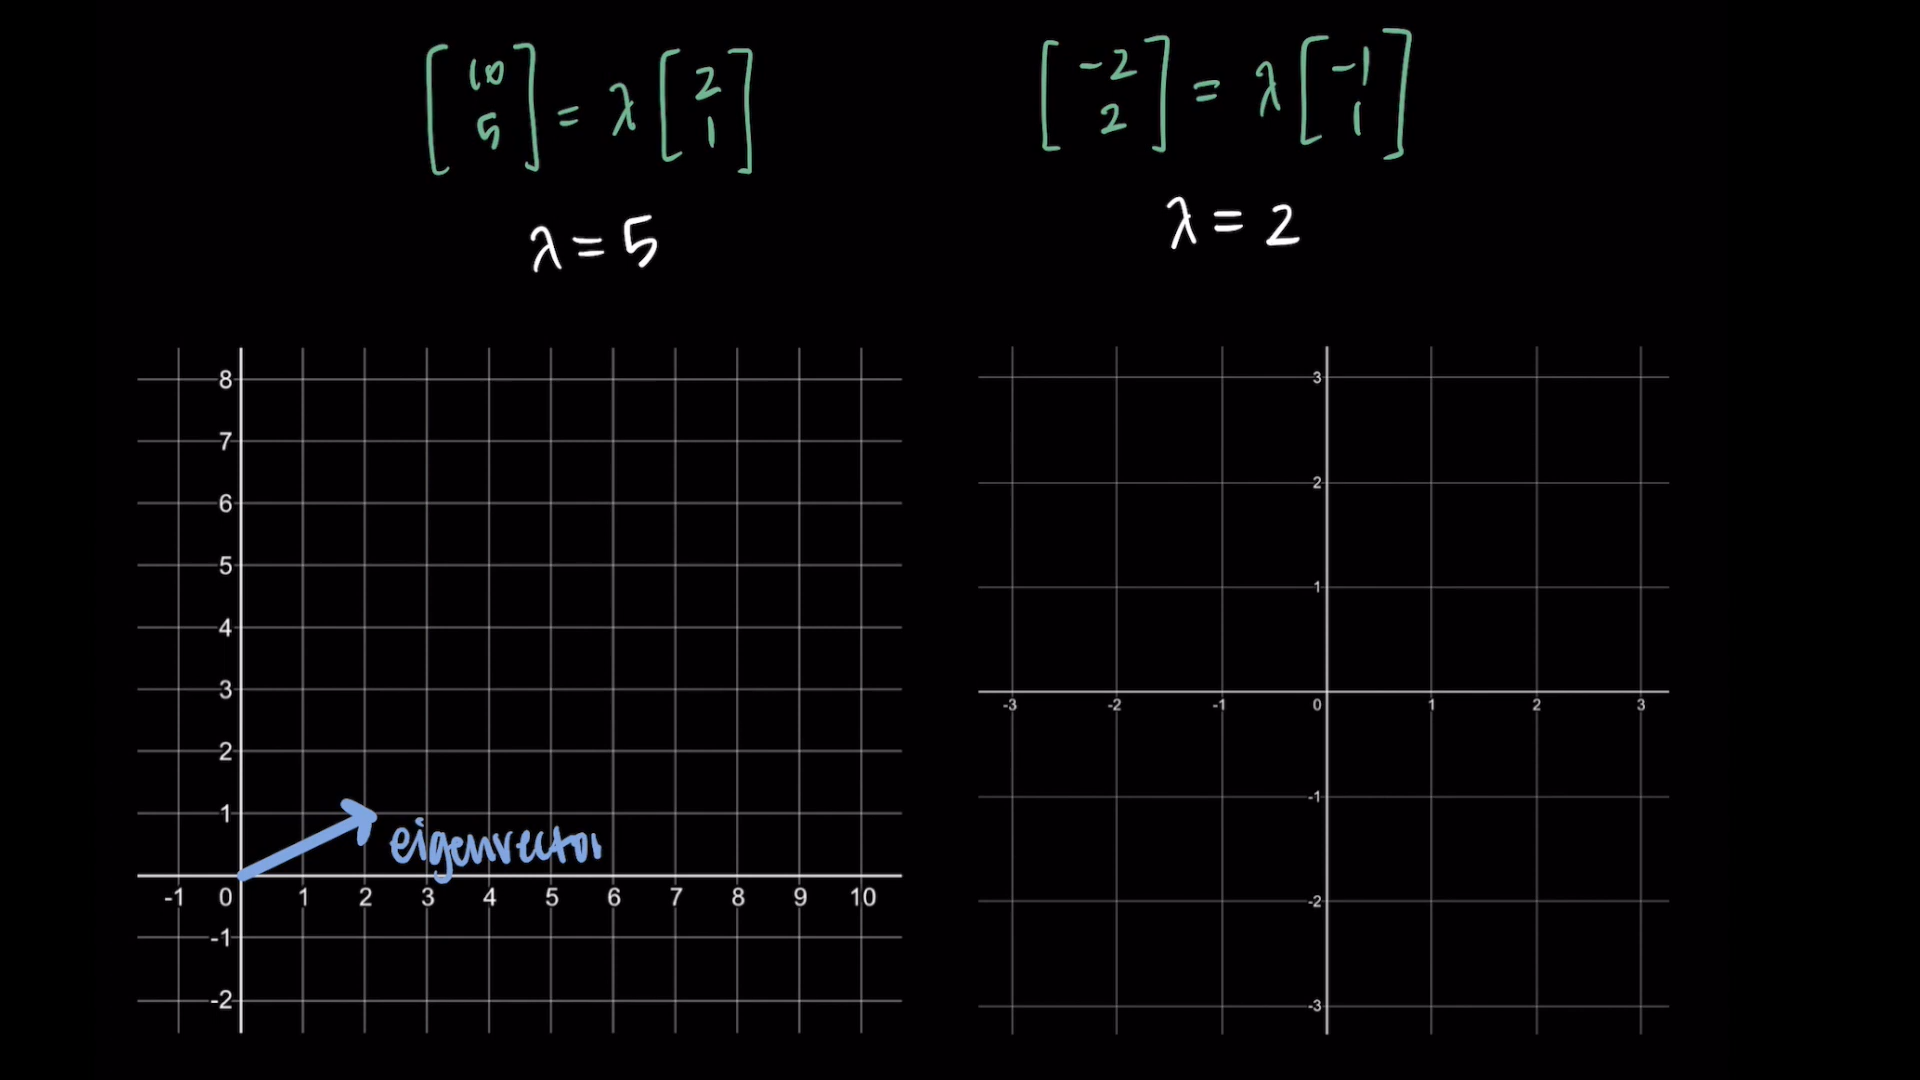 [10 5] = λ [2 1]
λ = 5
[-2 2] = λ [-1 1]
λ = 2
8
7
6
5
4
3
2
1
eigenvector
-1 0 1 2 3 4 5 6 7 8 9 10
-1
-2
3
2
1
-3 -2 -1 0 1 2 3
-1
-2
-3